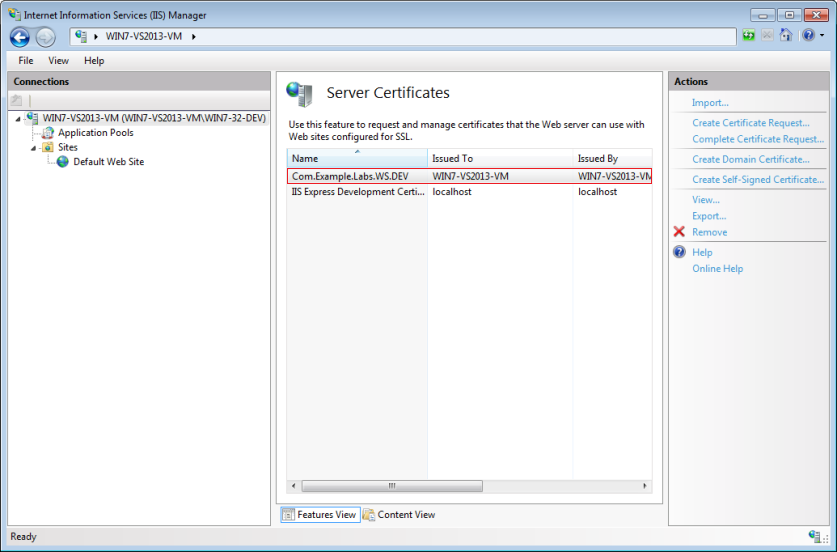 Internet Information Services (IIS) Manager
WIN7-VS2013-VM
File View Help
Connections
WIN7-VS2013-VM (WIN7-VS2013-VM\WIN7-32-DEV)
Application Pools
Sites
Default Web Site
Server Certificates
Use this feature to request and manage certificates that the Web server can use with
Web sites configured for SSL.
Name Issued To Issued By
Com.Example.Labs.WS.DEV WIN7-VS2013-VM WIN7-VS2013-VM
IIS Express Development Certi... localhost localhost
Features View Content View
Actions
Import...
Create Certificate Request...
Complete Certificate Request...
Create Domain Certificate...
Create Self-Signed Certificate...
View...
Export...
Remove
Help
Online Help
Ready